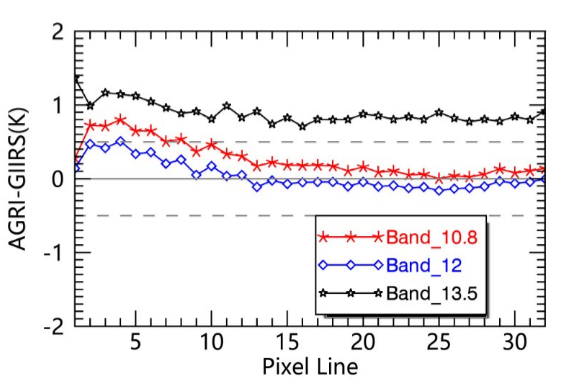 2
1
0
-1
-2
AGRI-GIIRS(K)
Band_10.8
Band_12
Band_13.5
5 10 15 20 25 30
Pixel Line